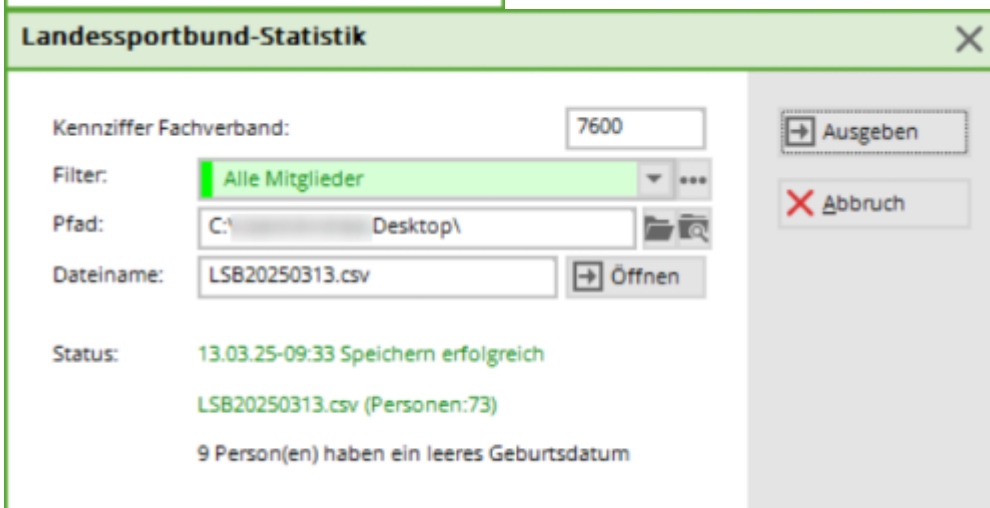 Landessportbund-Statistik
Kennziffer Fachverband: 7600
Filter: Alle Mitglieder
Pfad: C:\ Desktop\
Dateiname: LSB20250313.csv Öffnen
Status: 13.03.25-09:33 Speichern erfolgreich
LSB20250313.csv (Personen:73)
9 Person(en) haben ein leeres Geburtsdatum
Ausgeben
Abbruch